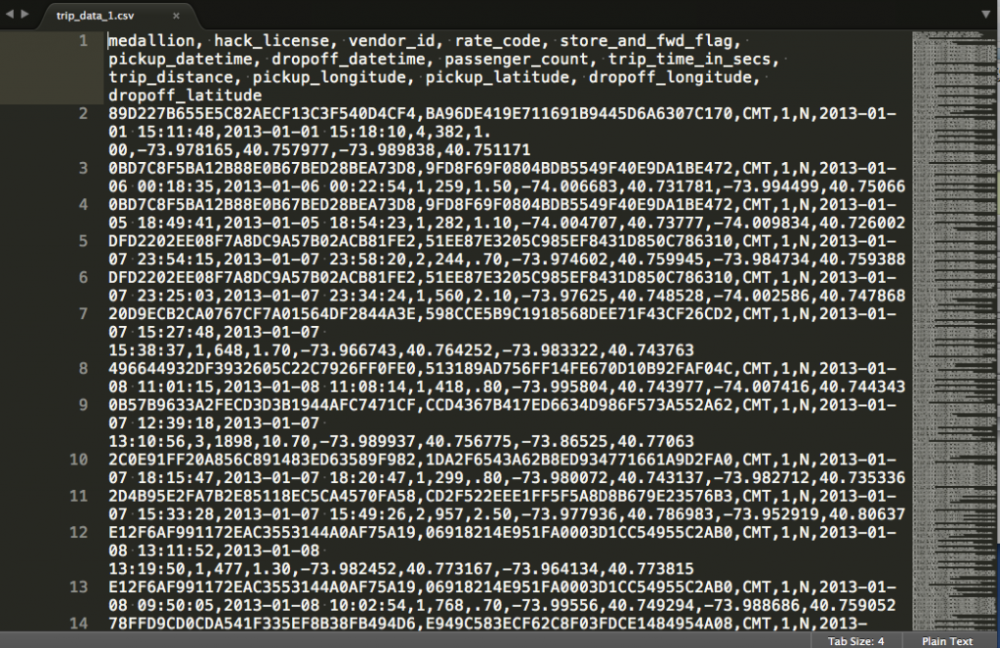 trip_data_1.csv
1 medallion, hack_license, vendor_id, rate_code, store_and_fwd_flag,
pickup_datetime, dropoff_datetime, passenger_count, trip_time_in_secs,
trip_distance, pickup_longitude, pickup_latitude, dropoff_longitude,
dropoff_latitude
2 89D227B655E5C82AECF13C3F540D4CF4,BA96DE419E711691B9445D6A6307C170,CMT,1,N,2013-01-
01 15:11:48,2013-01-01 15:18:10,4,382,1.
00,-73.978165,40.757977,-73.989838,40.751171
3 0BD7C8F5BA12B88E0B67BED28BEA73D8,9FD8F69F0804BDB5549F40E9DA1BE472,CMT,1,N,2013-01-
06 00:18:35,2013-01-06 00:22:54,1,259,1.50,-74.006683,40.731781,-73.994499,40.75066
4 0BD7C8F5BA12B88E0B67BED28BEA73D8,9FD8F69F0804BDB5549F40E9DA1BE472,CMT,1,N,2013-01-
05 18:49:41,2013-01-05 18:54:23,1,282,1.10,-74.004707,40.73777,-74.009834,40.726002
5 DFD2202EE08F7A8DC9A57B02ACB81FE2,51EE87E3205C985EF8431D850C786310,CMT,1,N,2013-01-
07 23:54:15,2013-01-07 23:58:20,2,244,.70,-73.974602,40.759945,-73.984734,40.759388
6 DFD2202EE08F7A8DC9A57B02ACB81FE2,51EE87E3205C985EF8431D850C786310,CMT,1,N,2013-01-
07 23:25:03,2013-01-07 23:34:24,1,560,2.10,-73.97625,40.748528,-74.002586,40.747868
7 20D9ECB2CA0767CF7A01564DF2844A3E,598CCE5B9C1918568DEE71F43CF26CD2,CMT,1,N,2013-01-
07 15:27:48,2013-01-07
15:38:37,1,648,1.70,-73.966743,40.764252,-73.983322,40.743763
8 496644932DF3932605C22C7926FF0FE0,513189AD756FF14FE670D10B92FAF04C,CMT,1,N,2013-01-
08 11:01:15,2013-01-08 11:08:14,1,418,.80,-73.995804,40.743977,-74.007416,40.744343
9 0B57B9633A2FECD3D3B1944AFC7471CF,CCD4367B417ED6634D986F573A552A62,CMT,1,N,2013-01-
07 12:39:18,2013-01-07
13:10:56,3,1898,10.70,-73.989937,40.756775,-73.86525,40.77063
10 2C0E91FF20A856C891483ED63589F982,1DA2F6543A62B8ED934771661A9D2FA0,CMT,1,N,2013-01-
07 18:15:47,2013-01-07 18:20:47,1,299,.80,-73.980072,40.743137,-73.982712,40.735336
11 2D4B95E2FA7B2E85118EC5CA4570FA58,CD2F522EEE1FF5F5A8D8B679E23576B3,CMT,1,N,2013-01-
07 15:33:28,2013-01-07 15:49:26,2,957,2.50,-73.977936,40.786983,-73.952919,40.80637
12 E12F6AF991172EAC3553144A0AF75A19,06918214E951FA0003D1CC54955C2AB0,CMT,1,N,2013-01-
08 13:11:52,2013-01-08
13:19:50,1,477,1.30,-73.982452,40.773167,-73.964134,40.773815
13 E12F6AF991172EAC3553144A0AF75A19,06918214E951FA0003D1CC54955C2AB0,CMT,1,N,2013-01-
08 09:50:05,2013-01-08 10:02:54,1,768,.70,-73.99556,40.749294,-73.988686,40.759052
14 78FFD9CD0CDA541F335EF8B38FB494D6,E949C583ECF62C8F03FDCE1484954A08,CMT,1,N,2013-
Tab Size: 4 Plain Text